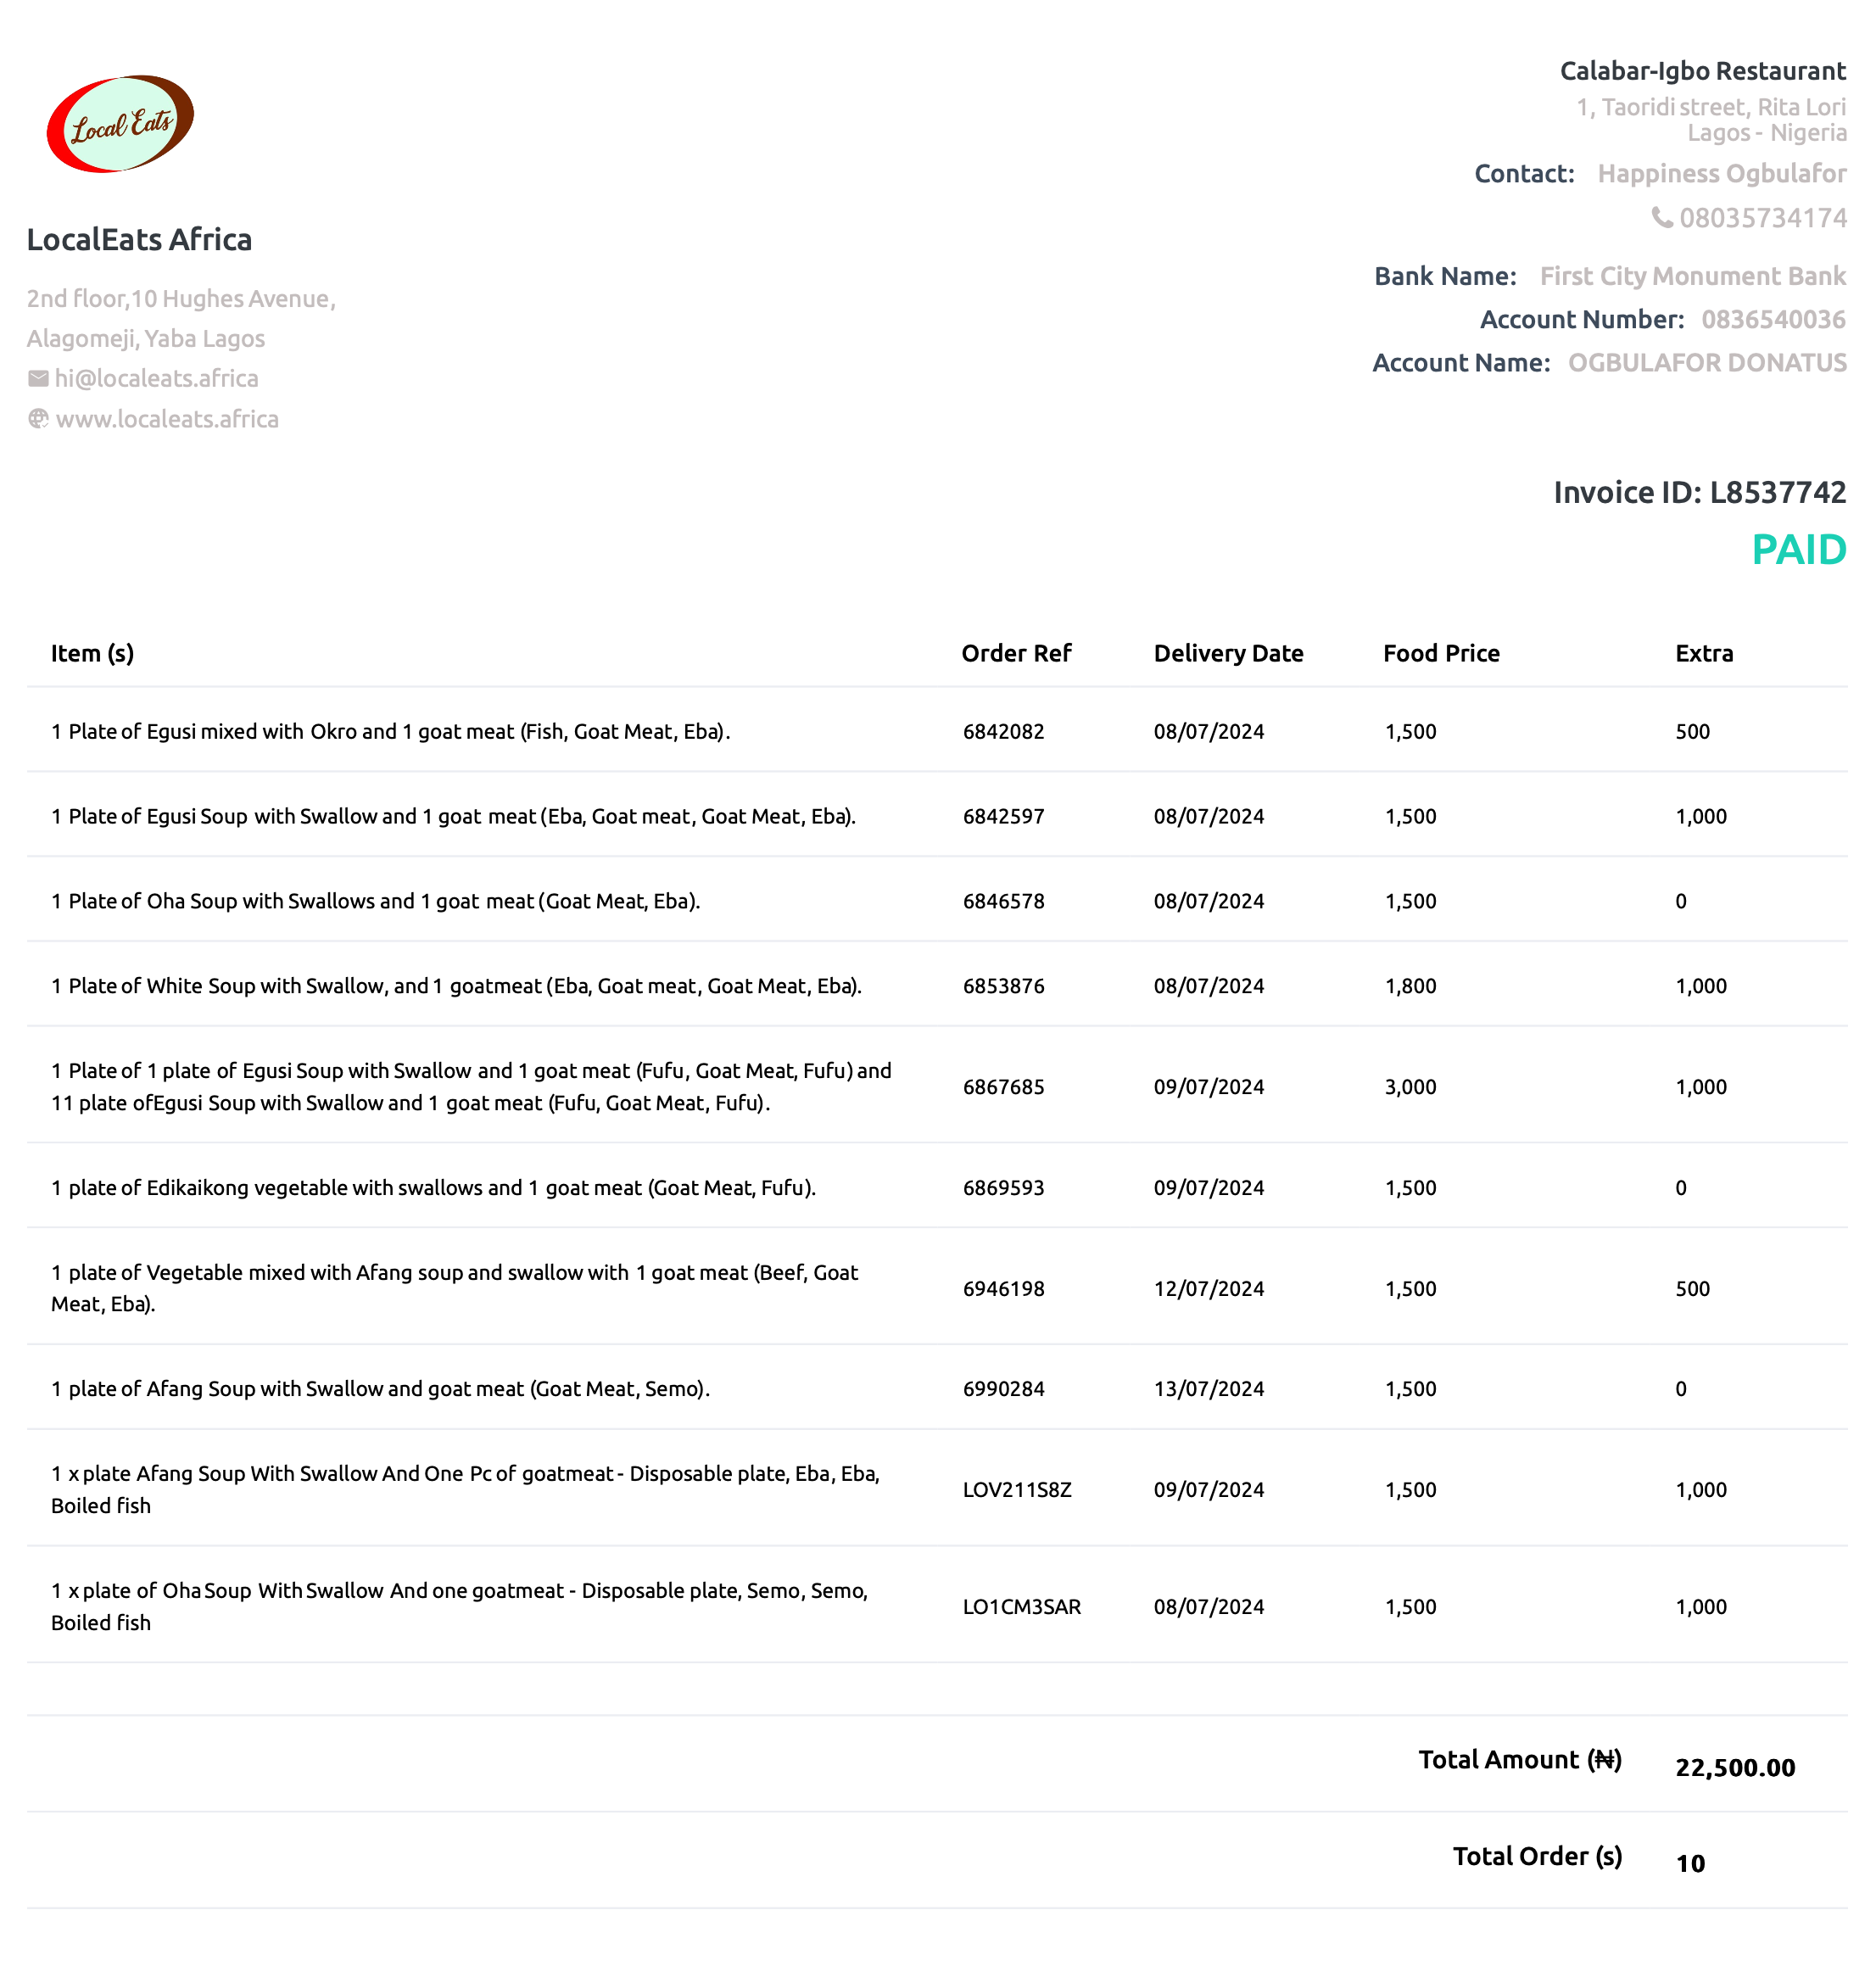 Local Eats
LocalEats Africa
2nd floor,10 Hughes Avenue,
Alagomeji, Yaba Lagos
hi@localeats.africa
www.localeats.africa
Calabar-Igbo Restaurant
1, Taoridi street, Rita Lori
Lagos - Nigeria
Contact: Happiness Ogbulafor
08035734174
Bank Name: First City Monument Bank
Account Number: 0836540036
Account Name: OGBULAFOR DONATUS
Invoice ID: L8537742
PAID
Item (s) Order Ref Delivery Date Food Price Extra
1 Plate of Egusi mixed with Okro and 1 goat meat (Fish, Goat Meat, Eba). 6842082 08/07/2024 1,500 500
1 Plate of Egusi Soup with Swallow and 1 goat meat (Eba, Goat meat, Goat Meat, Eba). 6842597 08/07/2024 1,500 1,000
1 Plate of Oha Soup with Swallows and 1 goat meat (Goat Meat, Eba). 6846578 08/07/2024 1,500 0
1 Plate of White Soup with Swallow, and 1 goatmeat (Eba, Goat meat, Goat Meat, Eba). 6853876 08/07/2024 1,800 1,000
1 Plate of 1 plate of Egusi Soup with Swallow and 1 goat meat (Fufu, Goat Meat, Fufu) and
11 plate ofEgusi Soup with Swallow and 1 goat meat (Fufu, Goat Meat, Fufu). 6867685 09/07/2024 3,000 1,000
1 plate of Edikaikong vegetable with swallows and 1 goat meat (Goat Meat, Fufu). 6869593 09/07/2024 1,500 0
1 plate of Vegetable mixed with Afang soup and swallow with 1 goat meat (Beef, Goat
Meat, Eba). 6946198 12/07/2024 1,500 500
1 plate of Afang Soup with Swallow and goat meat (Goat Meat, Semo). 6990284 13/07/2024 1,500 0
1 x plate Afang Soup With Swallow And One Pc of goatmeat - Disposable plate, Eba, Eba,
Boiled fish LOV211S8Z 09/07/2024 1,500 1,000
1 x plate of Oha Soup With Swallow And one goatmeat - Disposable plate, Semo, Semo,
Boiled fish LO1CM3SAR 08/07/2024 1,500 1,000
Total Amount (₦) 22,500.00
Total Order (s) 10